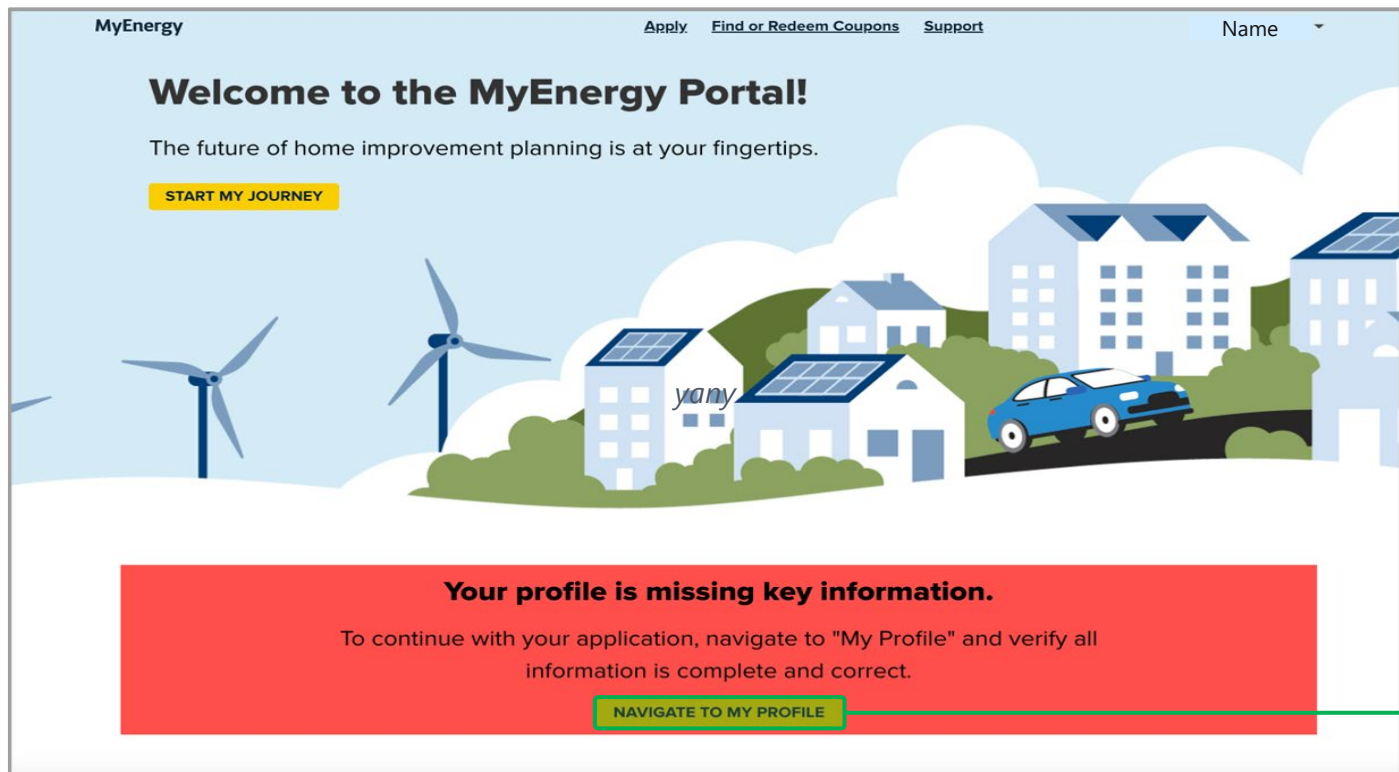 MyEnergy Apply Find or Redeem Coupons Support Name
Welcome to the MyEnergy Portal!
The future of home improvement planning is at your fingertips.
START MY JOURNEY
yany
Your profile is missing key information.
To continue with your application, navigate to "My Profile" and verify all
information is complete and correct.
NAVIGATE TO MY PROFILE